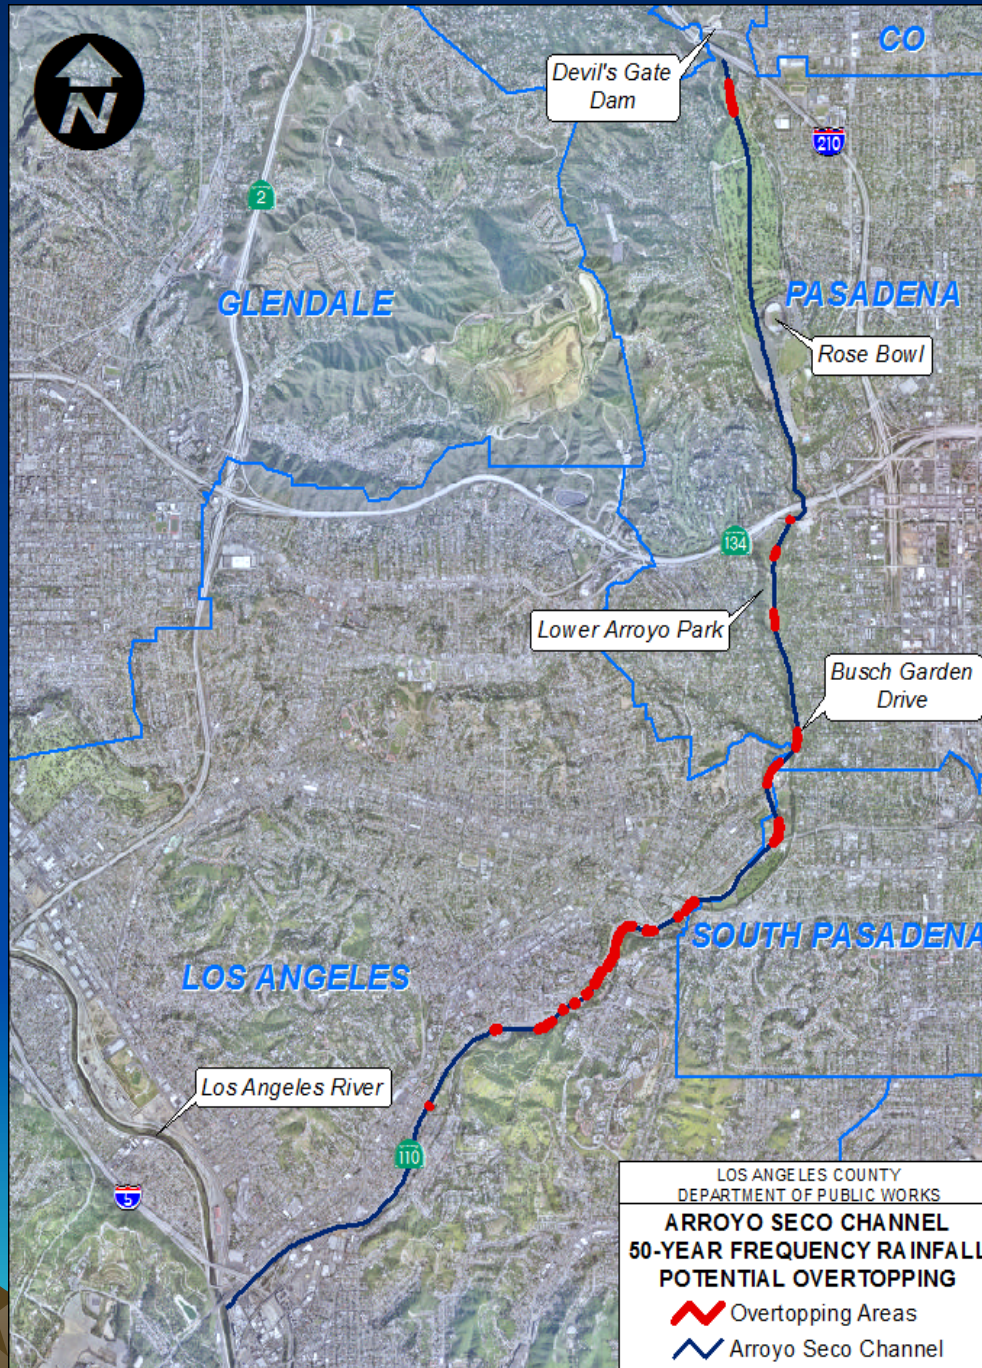 N
CO
Devil's Gate
Dam
210
2
GLENDALE
PASADENA
Rose Bowl
134
Lower Arroyo Park
Busch Garden
Drive
SOUTH PASADENA
LOS ANGELES
Los Angeles River
110
5
LOS ANGELES COUNTY
DEPARTMENT OF PUBLIC WORKS
ARROYO SECO CHANNEL
50-YEAR FREQUENCY RAINFALL
POTENTIAL OVERTOPPING
Overtopping Areas
Arroyo Seco Channel